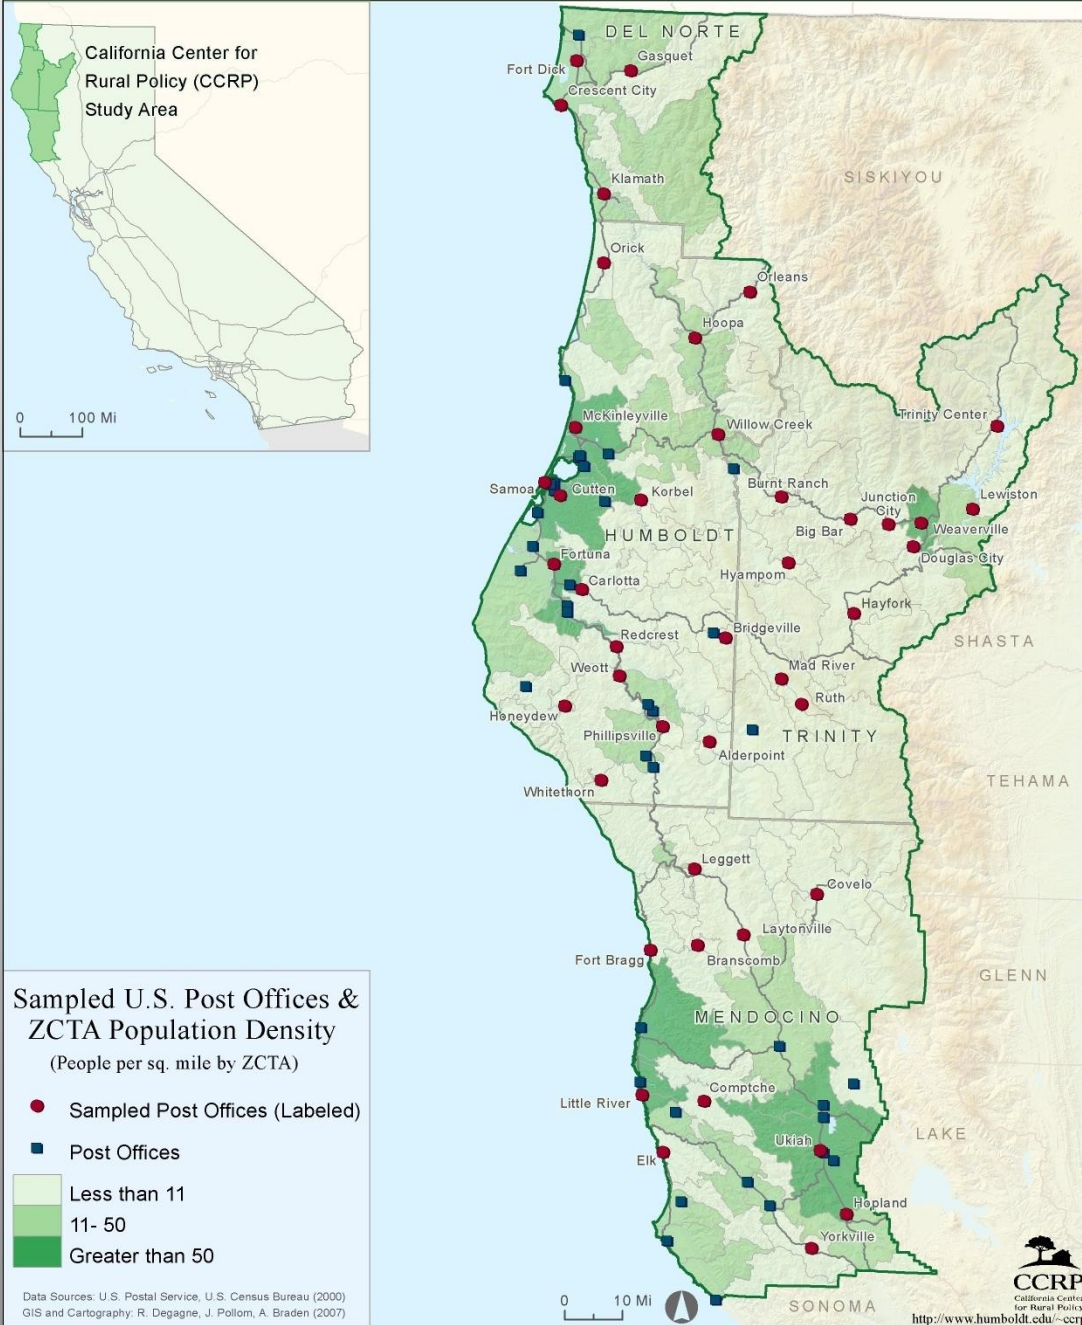 California Center for
Rural Policy (CCRP)
Study Area
0 100 Mi
DEL NORTE
Fort Dick
Gasquet
Crescent City
SISKIYOU
Klamath
Orick
Orleans
Hoopa
McKinleyville
Willow Creek
Trinity Center
Samoa
Cutten
Korbel
Burnt Ranch
Junction
City
Lewiston
Big Bar
Weaverville
HUMBOLDT
Douglas City
Fortuna
Hyampom
Carlotta
Hayfork
Redcrest
Bridgeville
SHASTA
Weott
Mad River
Ruth
Honeydew
Phillipsville
TRINITY
Alderpoint
TEHAMA
Whitethorn
Leggett
Covelo
Laytonville
Fort Bragg
Branscomb
GLENN
MENDOCINO
Comptche
Little River
LAKE
Ukiah
Elk
Hopland
Yorkville
SONOMA
0 10 Mi
Sampled U.S. Post Offices &
ZCTA Population Density
(People per sq. mile by ZCTA)
Sampled Post Offices (Labeled)
Post Offices
Less than 11
11- 50
Greater than 50
Data Sources: U.S. Postal Service, U.S. Census Bureau (2000)
GIS and Cartography: R. Degagne, J. Pollom, A. Braden (2007)
CCRP
California Center
for Rural Policy
http://www.humboldt.edu/~ccrp